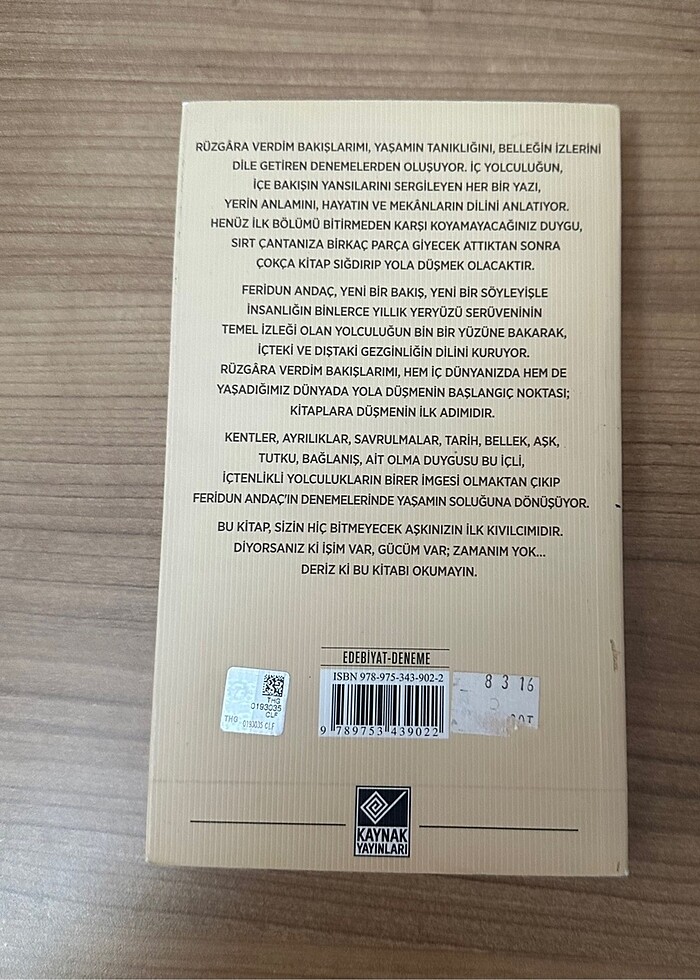 RÜZGÂRA VERDİM BAKIŞLARIMI, YAŞAMIN TANIKLIĞINI, BELLEĞİN İZLERİNİ
DİLE GETİREN DENEMELERDEN OLUŞUYOR. İÇ YOLCULUĞUN,
İÇE BAKIŞIN YANSILARINI SERGİLEYEN HER BİR YAZI,
YERİN ANLAMINI, HAYATIN VE MEKÂNLARIN DİLİNİ ANLATIYOR.
HENÜZ İLK BÖLÜMÜ BİTİRMEDEN KARŞI KOYAMAYACAĞINIZ DUYGU,
SIRT ÇANTANIZA BİRKAÇ PARÇA GİYECEK ATTIKTAN SONRA
ÇOKÇA KİTAP SIĞDIRIP YOLA DÜŞMEK OLACAKTIR.
FERİDUN ANDAÇ, YENİ BİR BAKIŞ, YENİ BİR SÖYLEYİŞLE
İNSANLIĞIN BİNLERCE YILLIK YERYÜZÜ SERÜVENİNİN
TEMEL İZLEĞİ OLAN YOLCULUĞUN BİN BİR YÜZÜNE BAKARAK,
İÇTEKİ VE DIŞTAKİ GEZGİNLİĞİN DİLİNİ KURUYOR.
RÜZGÂRA VERDİM BAKIŞLARIMI, HEM İÇ DÜNYANIZDA HEM DE
YAŞADIĞIMIZ DÜNYADA YOLA DÜŞMENİN BAŞLANGIÇ NOKTASI;
KİTAPLARA DÜŞMENİN İLK ADIMIDIR.
KENTLER, AYRILIKLAR, SAVRULMALAR, TARİH, BELLEK, AŞK,
TUTKU, BAĞLANIŞ, AİT OLMA DUYGUSU BU İÇLİ,
İÇTENLİKLİ YOLCULUKLARIN BİRER İMGESİ OLMAKTAN ÇIKIP
FERİDUN ANDAÇ'IN DENEMELERİNDE YAŞAMIN SOLUĞUNA DÖNÜŞÜYOR.
BU KİTAP, SİZİN HİÇ BİTMEYECEK AŞKINIZIN İLK KIVILCIMIDIR.
DİYORSANIZ Kİ İŞİM VAR, GÜCÜM VAR; ZAMANIM YOK...
DERİZ Kİ BU KİTABI OKUMAYIN.
EDEBİYAT-DENEME
ISBN 978-975-343-902-2
9 789753 439022
THG
0193035
CLF
THG 0193035 CLF
8 3 16
KAYNAK
YAYINLARI